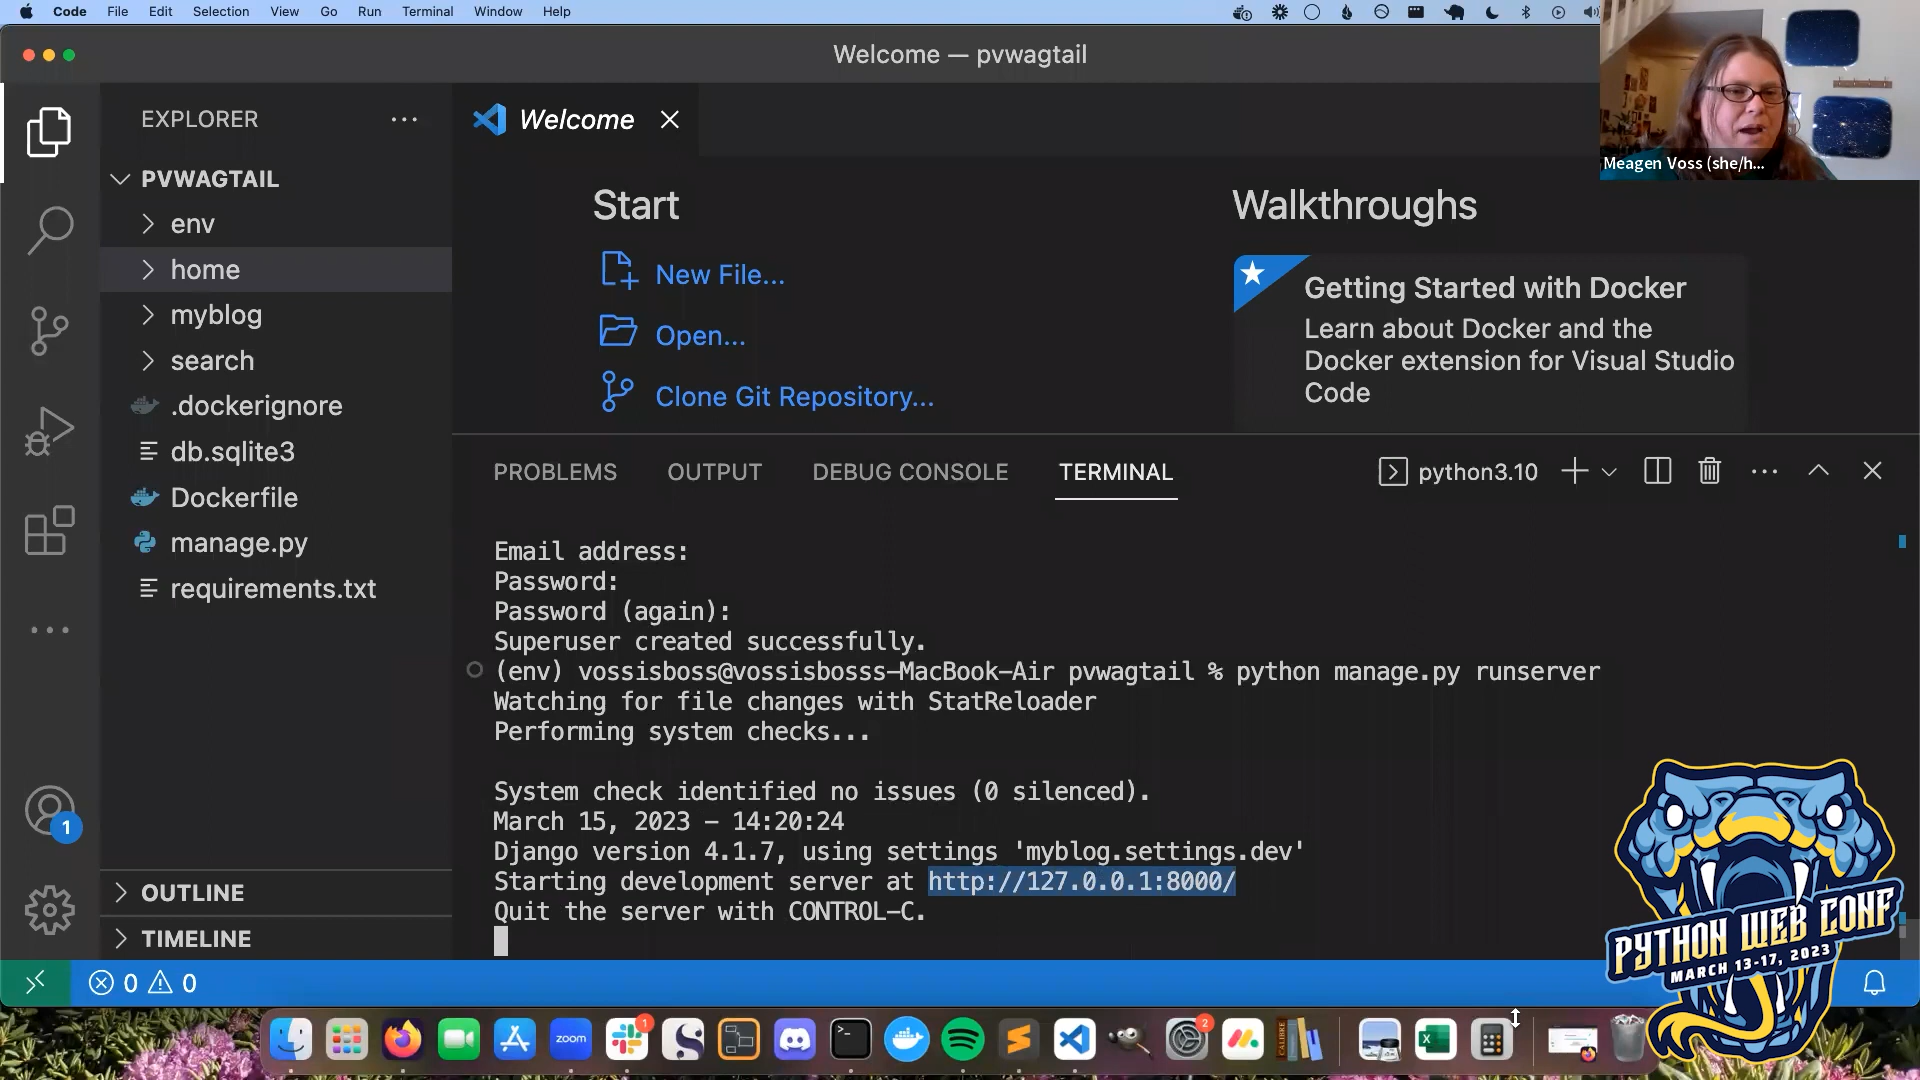 Code File Edit Selection View Go Run Terminal Window Help
Welcome — pvwagtail
Meagen Voss (she/h...
EXPLORER
Welcome
PVWAGTAIL
env
home
myblog
search
.dockerignore
db.sqlite3
Dockerfile
manage.py
requirements.txt
OUTLINE
TIMELINE
Start
New File...
Open...
Clone Git Repository...
Walkthroughs
Getting Started with Docker
Learn about Docker and the
Docker extension for Visual Studio
Code
PROBLEMS OUTPUT DEBUG CONSOLE TERMINAL python3.10
Email address:
Password:
Password (again):
Superuser created successfully.
(env) vossisboss@vossisbosss-MacBook-Air pvwagtail % python manage.py runserver
Watching for file changes with StatReloader
Performing system checks...
System check identified no issues (0 silenced).
March 15, 2023 - 14:20:24
Django version 4.1.7, using settings 'myblog.settings.dev'
Starting development server at http://127.0.0.1:8000/
Quit the server with CONTROL-C.
1
0 0
PYTHON WEB CONF
MARCH 13-17, 2023
zoom
1
2
CALIBRE